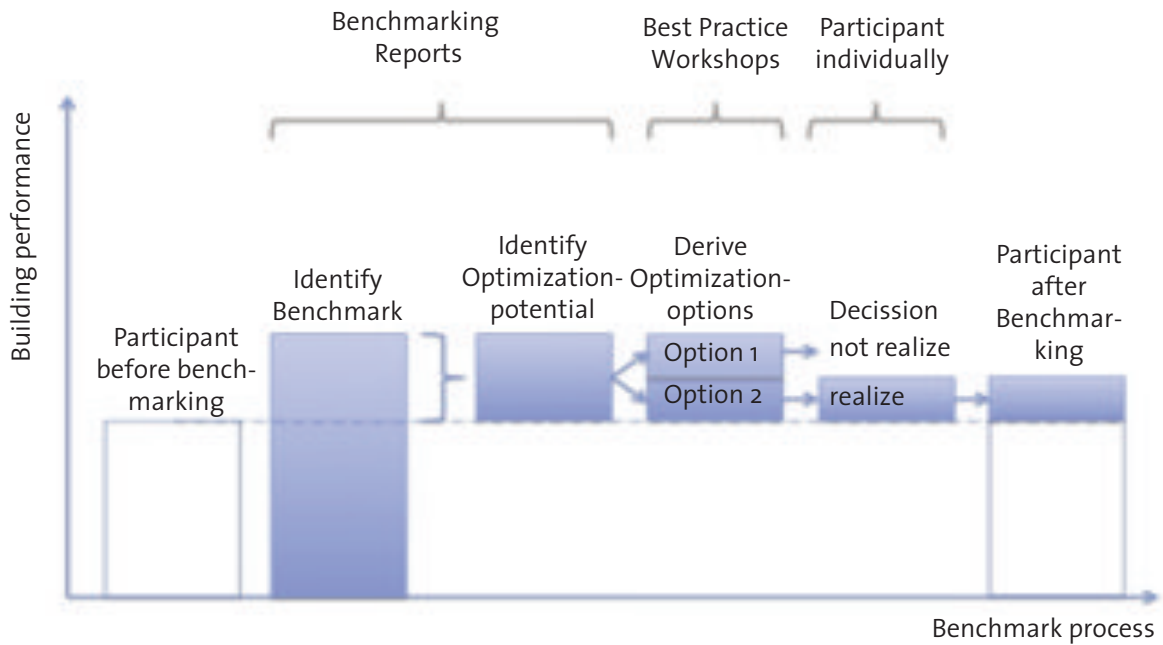 Benchmarking
Reports
Best Practice
Workshops
Participant
individually
Building performance
Participant
before bench-
marking
Identify
Benchmark
Identify
Optimization-
potential
Derive
Optimization-
options
Option 1
Option 2
Decission
not realize
realize
Participant
after
Benchmar-
king
Benchmark process